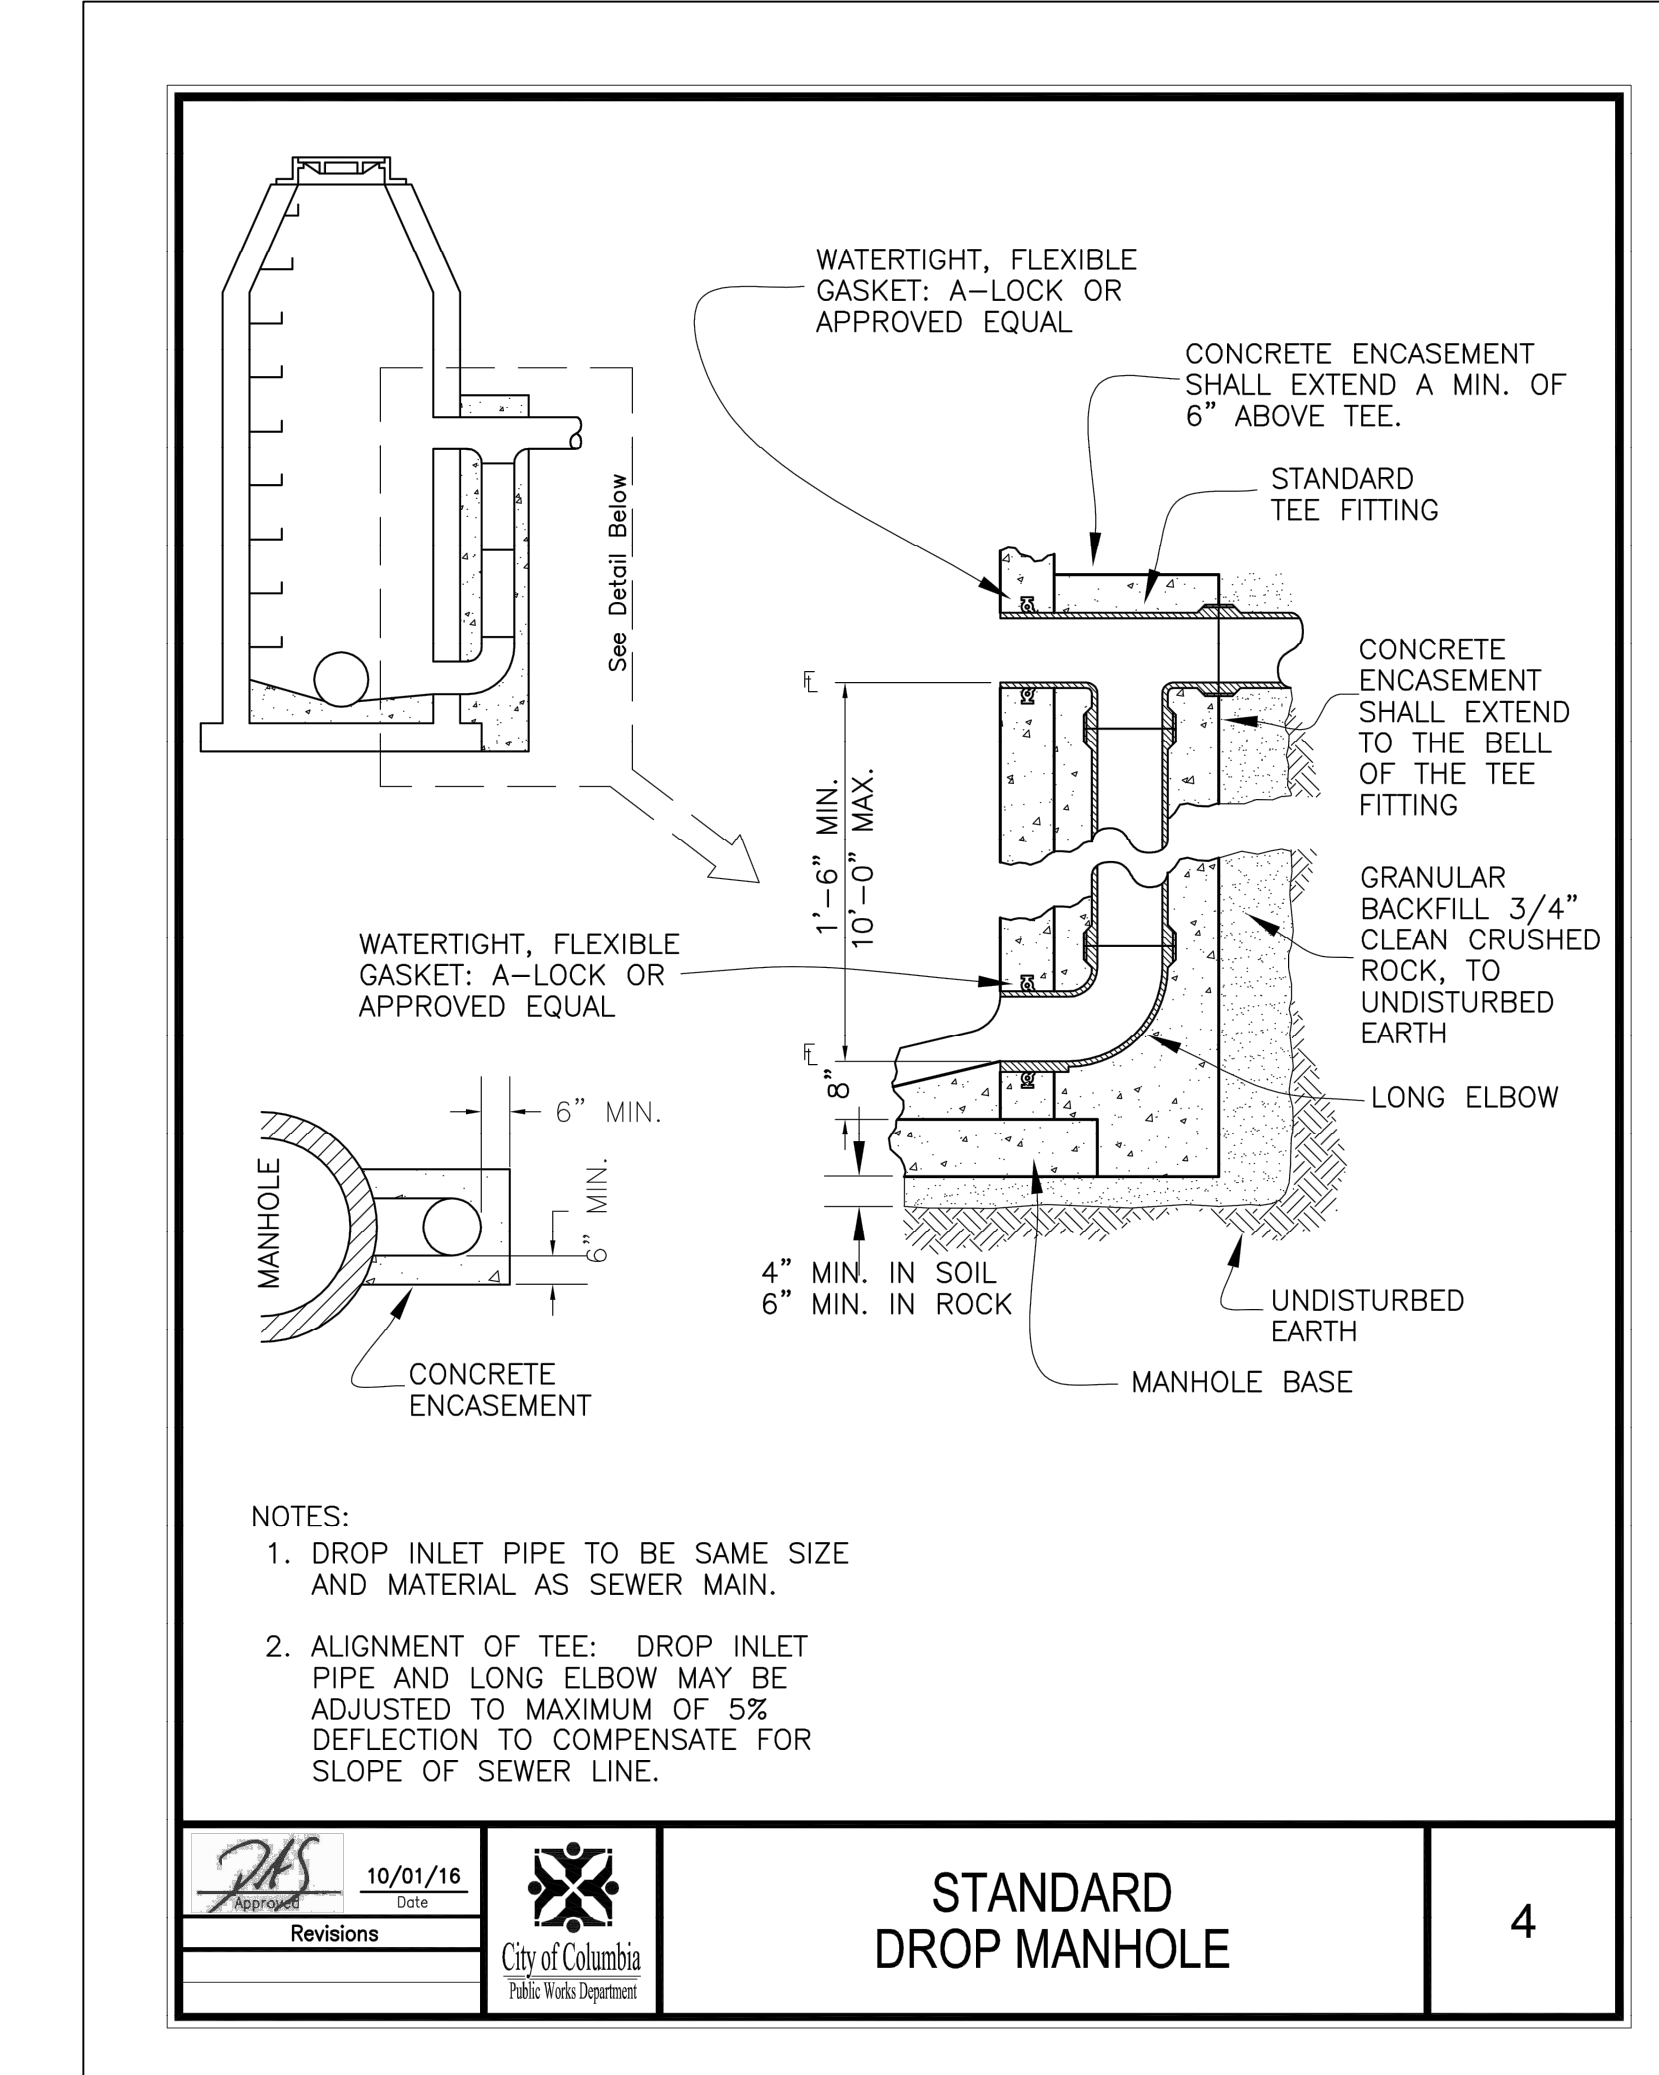 WATERTIGHT, FLEXIBLE
GASKET: A-LOCK OR
APPROVED EQUAL
CONCRETE ENCASEMENT
SHALL EXTEND A MIN. OF
6" ABOVE TEE.
STANDARD
TEE FITTING
See Detail Below
CONCRETE
ENCASEMENT
SHALL EXTEND
TO THE BELL
OF THE TEE
FITTING
FL
1'-6" MIN.
10'-0" MAX.
GRANULAR
BACKFILL 3/4"
CLEAN CRUSHED
ROCK, TO
UNDISTURBED
EARTH
WATERTIGHT, FLEXIBLE
GASKET: A-LOCK OR
APPROVED EQUAL
FL
8"
LONG ELBOW
6" MIN.
6" MIN.
MANHOLE
4" MIN. IN SOIL
6" MIN. IN ROCK
UNDISTURBED
EARTH
MANHOLE BASE
CONCRETE
ENCASEMENT
NOTES:
1. DROP INLET PIPE TO BE SAME SIZE
AND MATERIAL AS SEWER MAIN.
2. ALIGNMENT OF TEE: DROP INLET
PIPE AND LONG ELBOW MAY BE
ADJUSTED TO MAXIMUM OF 5%
DEFLECTION TO COMPENSATE FOR
SLOPE OF SEWER LINE.
DAS
Approved
10/01/16
Date
Revisions
City of Columbia
Public Works Department
STANDARD
DROP MANHOLE
4